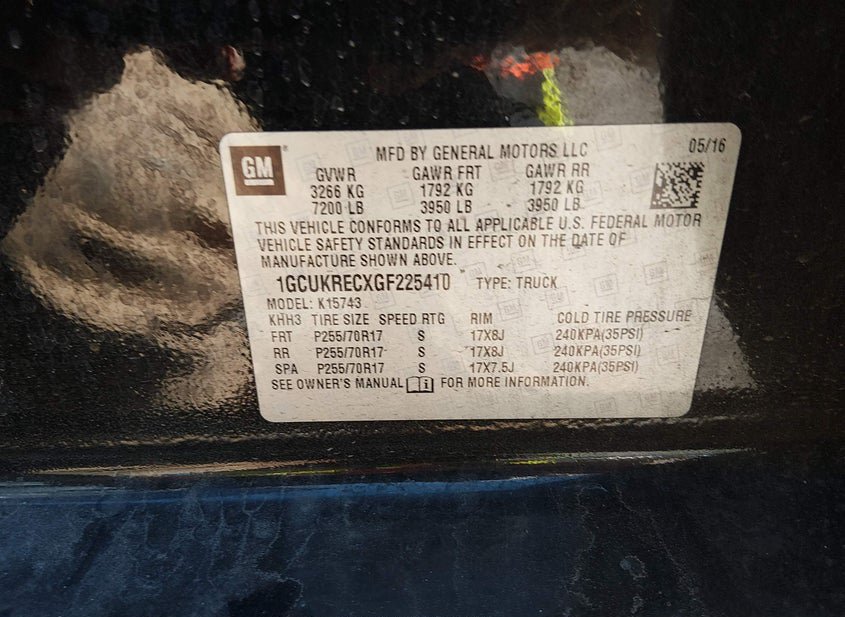 GM
MFD BY GENERAL MOTORS LLC 05/16
GVWR GAWR FRT GAWR RR
3266 KG 1792 KG 1792 KG
7200 LB 3950 LB 3950 LB
THIS VEHICLE CONFORMS TO ALL APPLICABLE U.S. FEDERAL MOTOR
VEHICLE SAFETY STANDARDS IN EFFECT ON THE DATE OF
MANUFACTURE SHOWN ABOVE.
1GCUKRECXGF225410 TYPE: TRUCK
MODEL: K15743
KHH3 TIRE SIZE SPEED RTG RIM COLD TIRE PRESSURE
FRT P255/70R17 S 17X8J 240KPA(35PSI)
RR P255/70R17 S 17X8J 240KPA(35PSI)
SPA P255/70R17 S 17X7.5J 240KPA(35PSI)
SEE OWNER'S MANUAL FOR MORE INFORMATION.